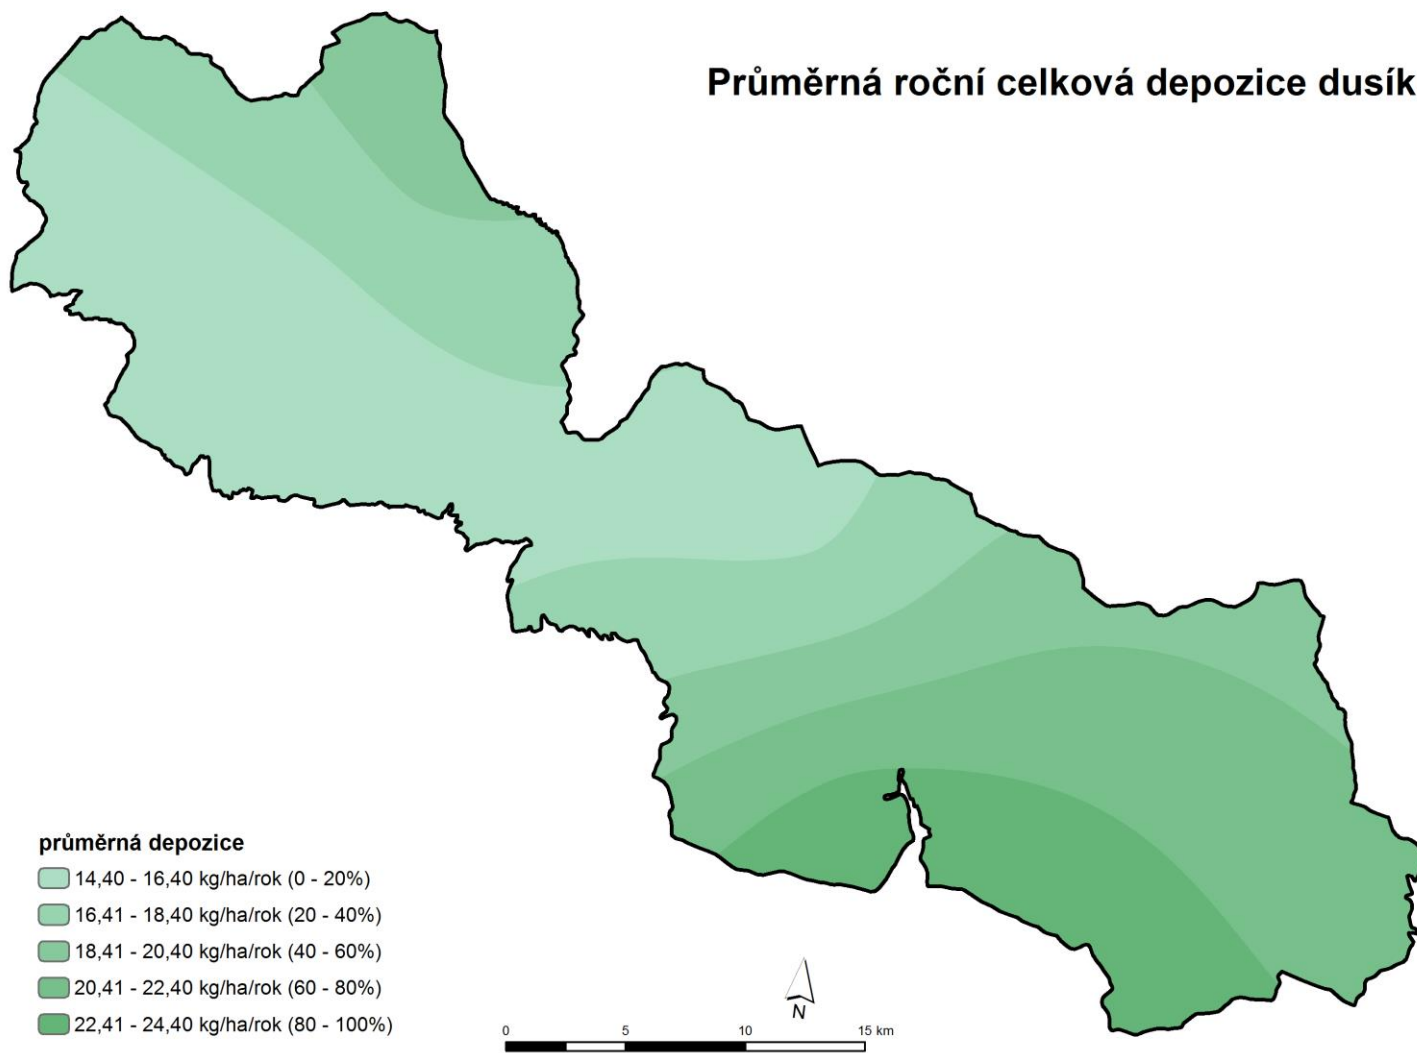 Průměrná roční celková depozice dusík
průměrná depozice
14,40 - 16,40 kg/ha/rok (0 - 20%)
16,41 - 18,40 kg/ha/rok (20 - 40%)
18,41 - 20,40 kg/ha/rok (40 - 60%)
20,41 - 22,40 kg/ha/rok (60 - 80%)
22,41 - 24,40 kg/ha/rok (80 - 100%)
N
0 5 10 15 km